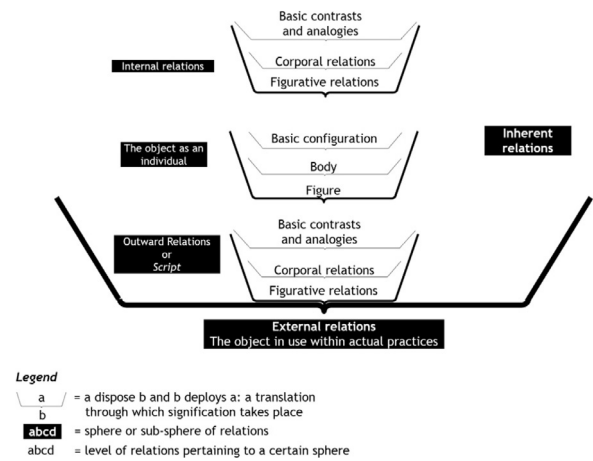 Basic contrasts
and analogies
Internal relations
Corporal relations
Figurative relations
The object as an
individual
Basic configuration
Body
Figure
Inherent
relations
Outward Relations
or
Script
Basic contrasts
and analogies
Corporal relations
Figurative relations
External relations
The object in use within actual practices
Legend
a
b
= a dispose b and b deploys a: a translation
through which signification takes place
abcd = sphere or sub-sphere of relations
abcd = level of relations pertaining to a certain sphere